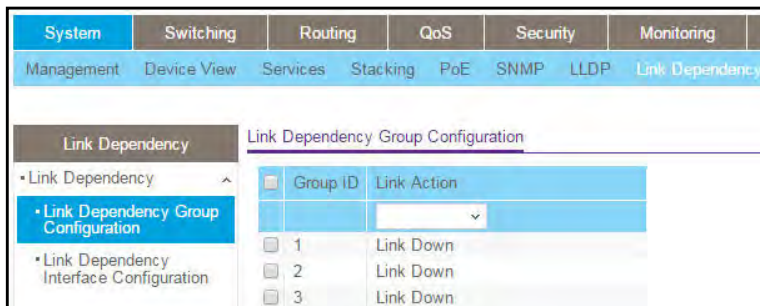 System Switching Routing QoS Security Monitoring
Management Device View Services Stacking PoE SNMP LLDP Link Dependency
Link Dependency
Link Dependency Group Configuration
• Link Dependency
• Link Dependency Group
Configuration
• Link Dependency
Interface Configuration
Group ID Link Action
1 Link Down
2 Link Down
3 Link Down